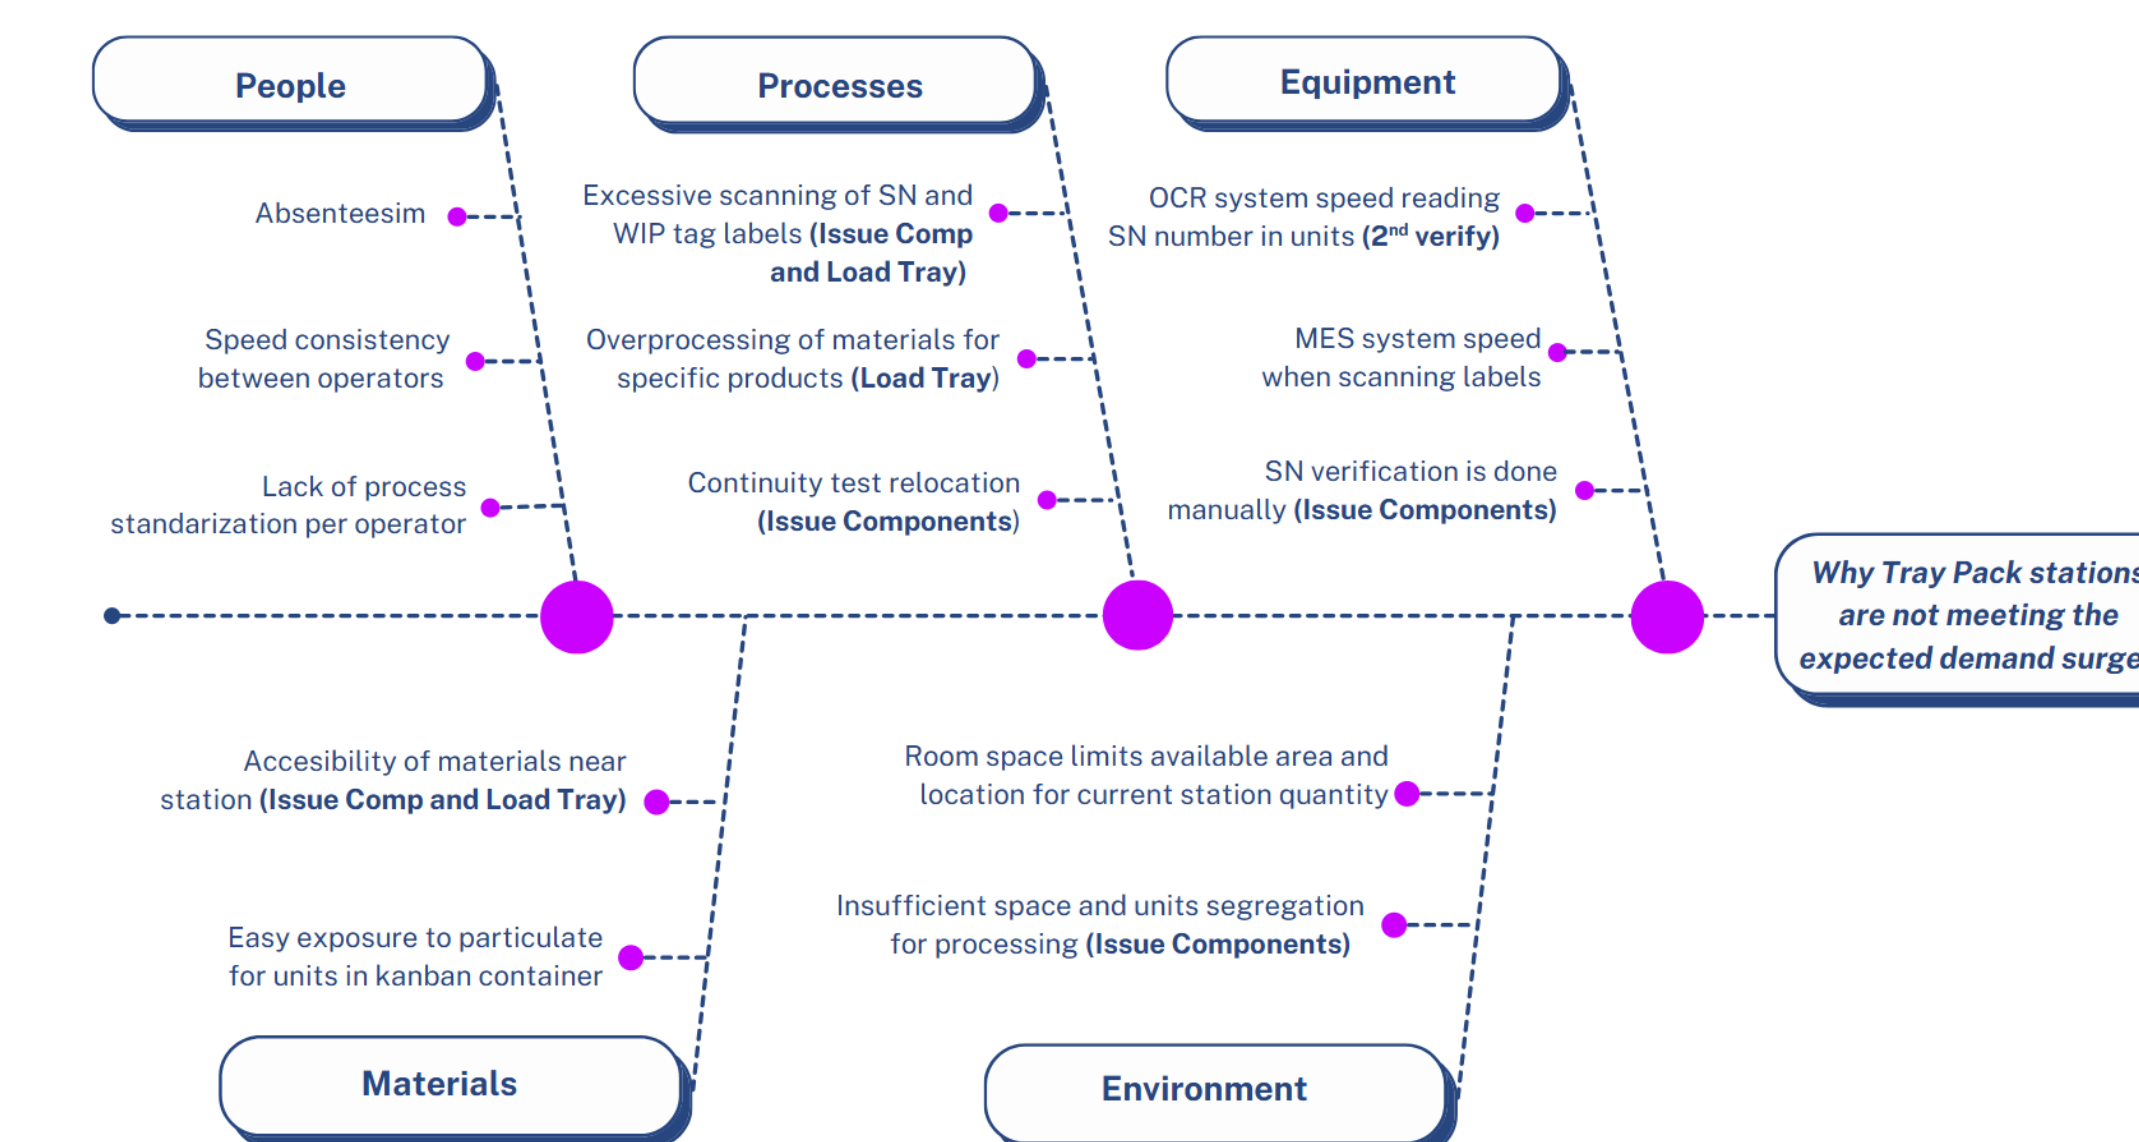 People
Absenteesim
Speed consistency
between operators
Lack of process
standarization per operator
Processes
Excessive scanning of SN and
WIP tag labels (Issue Comp
and Load Tray)
Overprocessing of materials for
specific products (Load Tray)
Continuity test relocation
(Issue Components)
Equipment
OCR system speed reading
SN number in units (2nd verify)
MES system speed
when scanning labels
SN verification is done
manually (Issue Components)
Why Tray Pack stations
are not meeting the
expected demand surge
Accesibility of materials near
station (Issue Comp and Load Tray)
Easy exposure to particulate
for units in kanban container
Materials
Room space limits available area and
location for current station quantity
Insufficient space and units segregation
for processing (Issue Components)
Environment